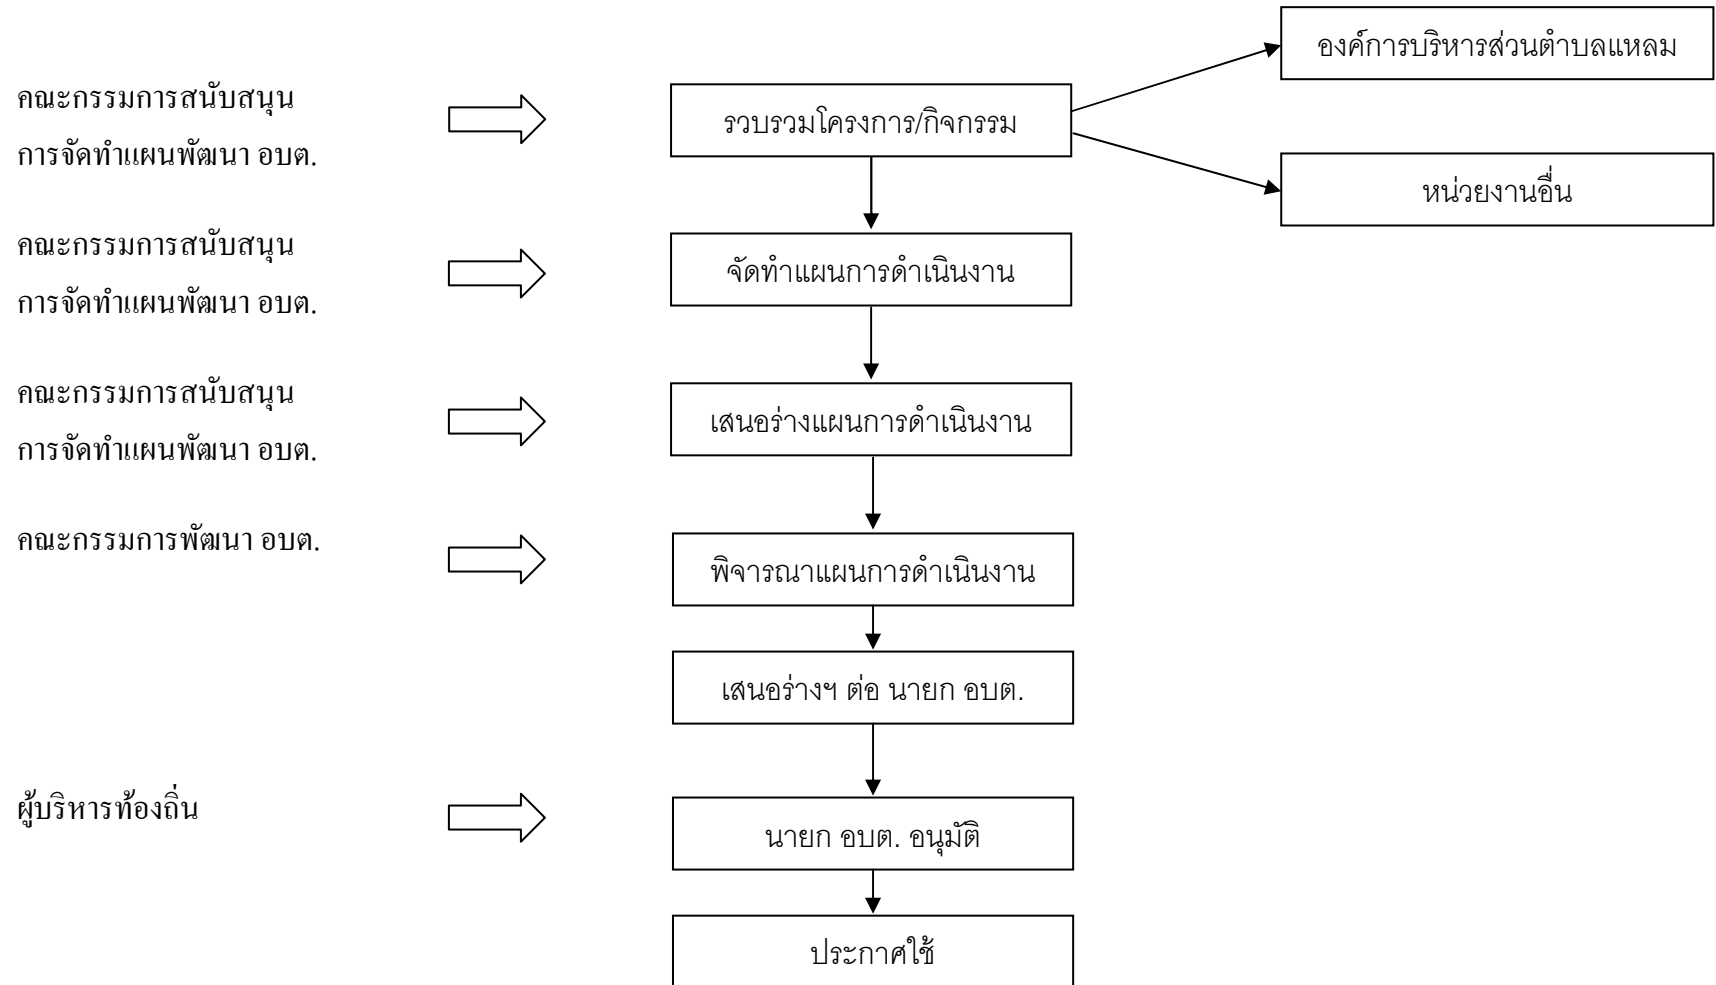 องค์การบริหารส่วนตำบลแหลม
คณะกรรมการสนับสนุน
การจัดทำแผนพัฒนา อบต.
รวบรวมโครงการ/กิจกรรม
หน่วยงานอื่น
คณะกรรมการสนับสนุน
การจัดทำแผนพัฒนา อบต.
จัดทำแผนการดำเนินงาน
คณะกรรมการสนับสนุน
การจัดทำแผนพัฒนา อบต.
เสนอร่างแผนการดำเนินงาน
คณะกรรมการพัฒนา อบต.
พิจารณาแผนการดำเนินงาน
เสนอร่างฯ ต่อ นายก อบต.
ผู้บริหารท้องถิ่น
นายก อบต. อนุมัติ
ประกาศใช้